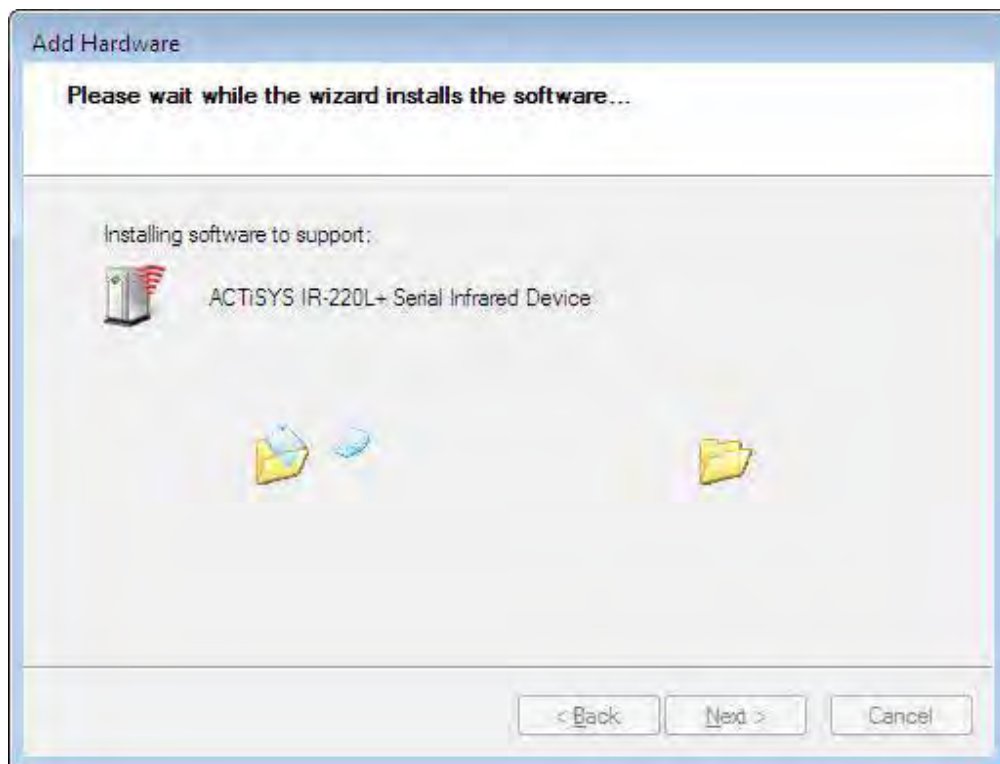 Add Hardware
Please wait while the wizard installs the software...
Installing software to support:
ACTiSYS IR-220L+ Serial Infrared Device
< Back
Next >
Cancel